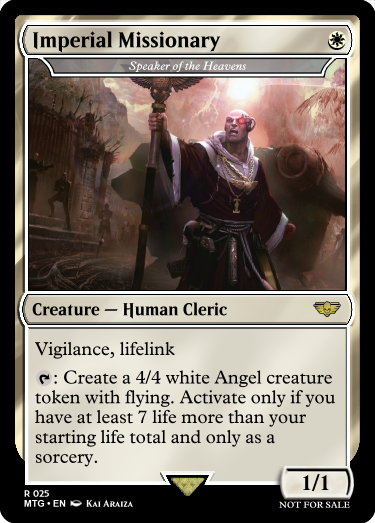 Imperial Missionary
Speaker of the Heavens
Creature — Human Cleric
Vigilance, lifelink
: Create a 4/4 white Angel creature
token with flying. Activate only if you
have at least 7 life more than your
starting life total and only as a
sorcery.
1/1
R 025
MTG • EN Kai Araiza
NOT FOR SALE